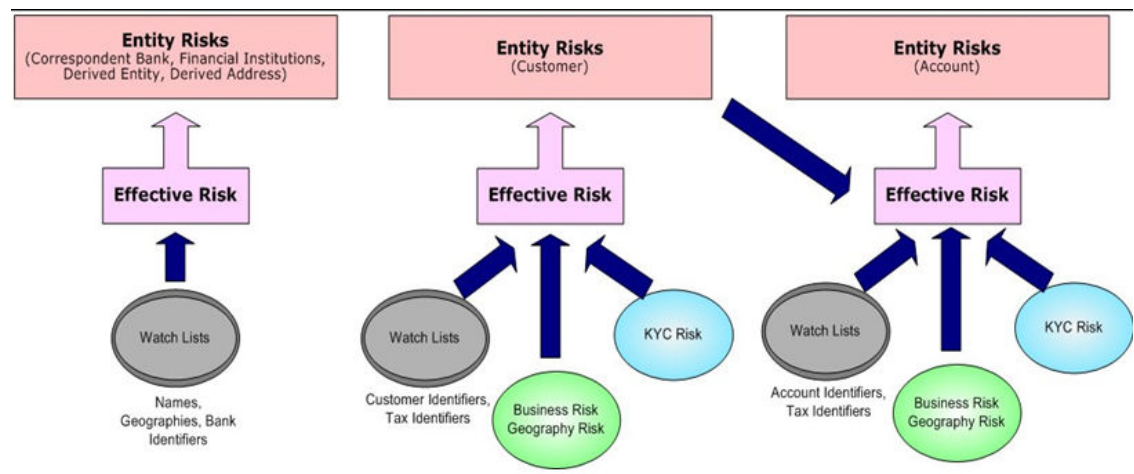 Entity Risks
(Correspondent Bank, Financial Institutions,
Derived Entity, Derived Address)
Effective Risk
Watch Lists
Names,
Geographies, Bank
Identifiers
Entity Risks
(Customer)
Effective Risk
Watch Lists
Customer Identifiers,
Tax Identifiers
Business Risk
Geography Risk
KYC Risk
Entity Risks
(Account)
Effective Risk
Watch Lists
Account Identifiers,
Tax Identifiers
Business Risk
Geography Risk
KYC Risk